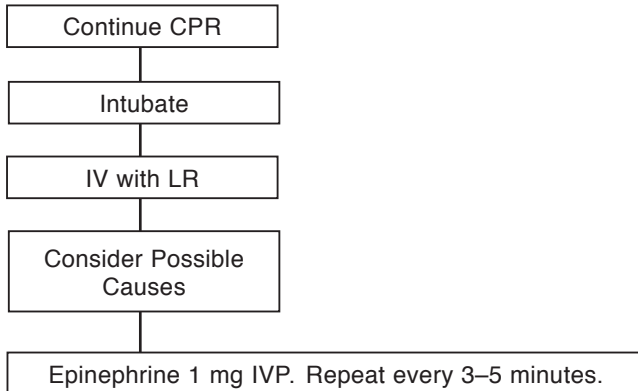 Continue CPR
Intubate
IV with LR
Consider Possible
Causes
Epinephrine 1 mg IVP. Repeat every 3–5 minutes.